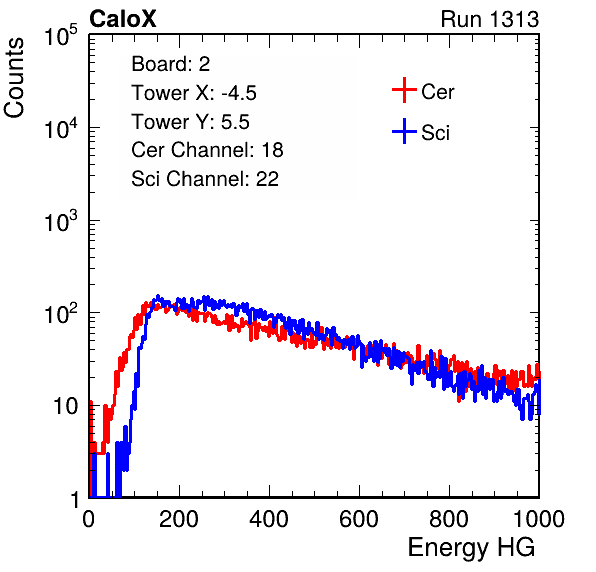 CaloX Run 1313
Counts
Board: 2
Tower X: -4.5
Tower Y: 5.5
Cer Channel: 18
Sci Channel: 22
Cer
Sci
10^5
10^4
10^3
10^2
10
1
0 200 400 600 800 1000
Energy HG